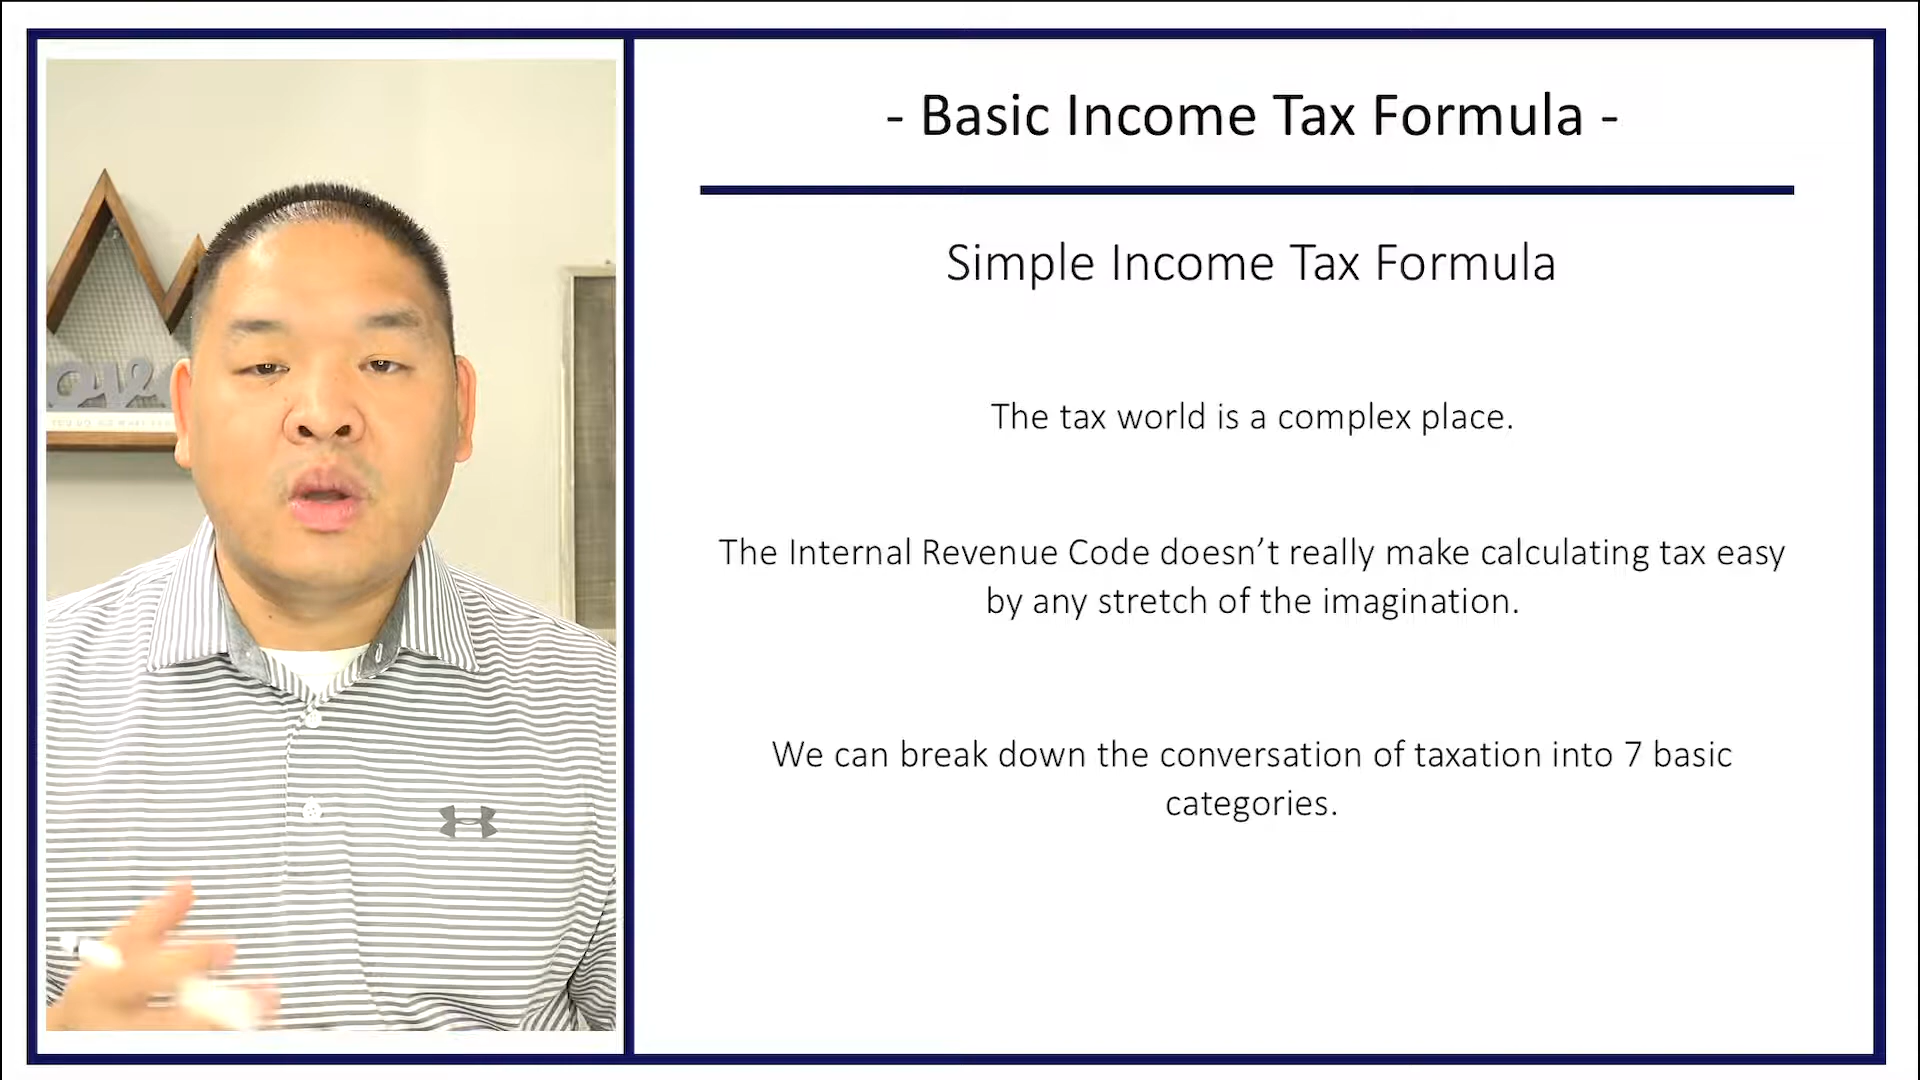 - Basic Income Tax Formula -
Simple Income Tax Formula
The tax world is a complex place.
The Internal Revenue Code doesn’t really make calculating tax easy
by any stretch of the imagination.
We can break down the conversation of taxation into 7 basic
categories.